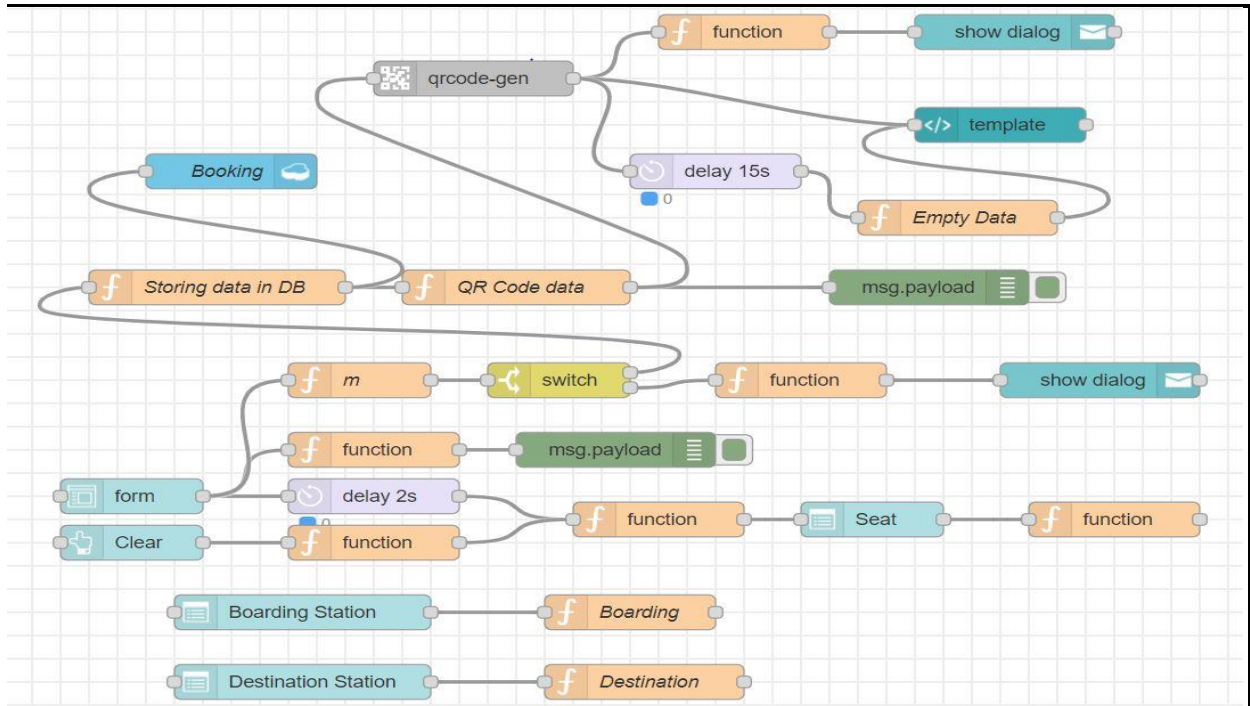 function
show dialog
qrcode-gen
template
Booking
delay 15s
0
Empty Data
Storing data in DB
QR Code data
msg.payload
m
switch
function
show dialog
function
msg.payload
form
delay 2s
0
function
Seat
function
Clear
function
Boarding Station
Boarding
Destination Station
Destination